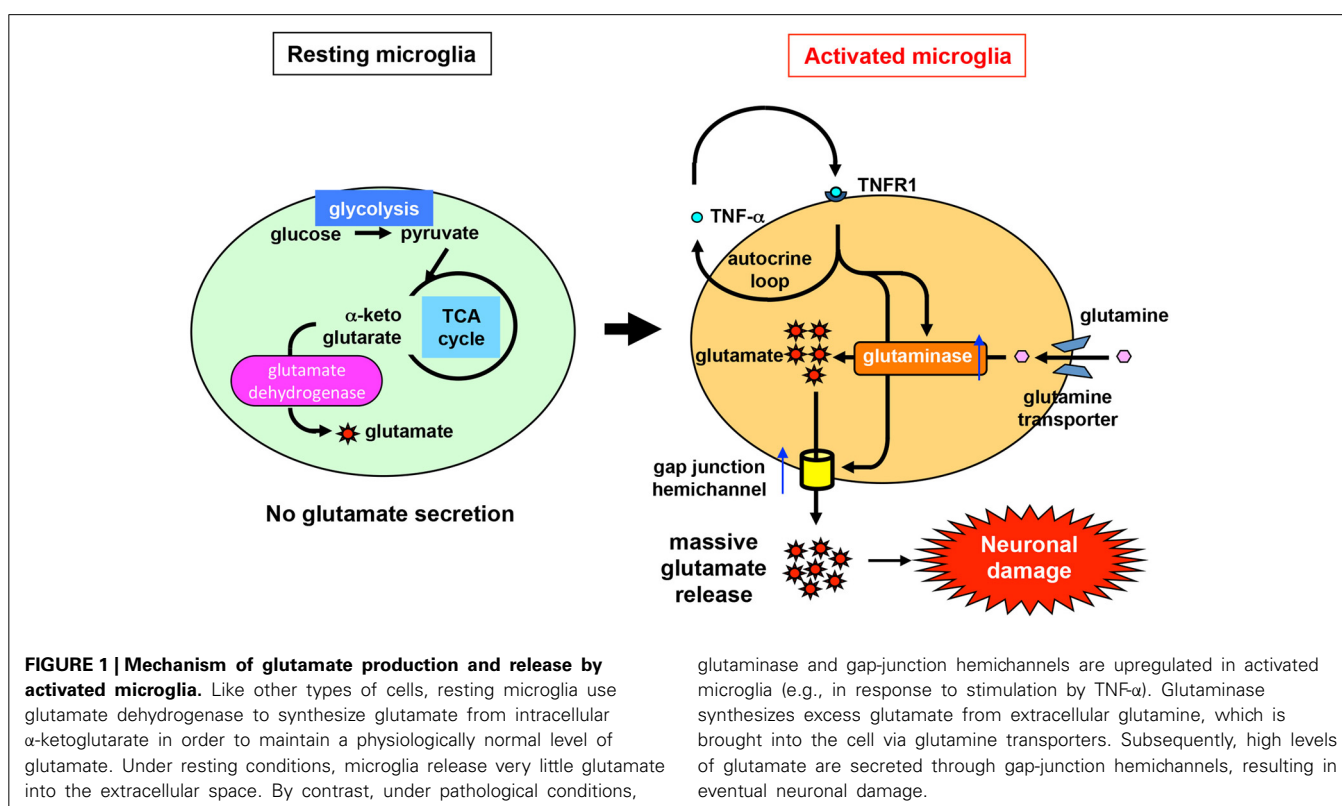 Resting microglia
Activated microglia
glycolysis
glucose
pyruvate
α-keto
glutarate
TCA
cycle
glutamate
dehydrogenase
glutamate
No glutamate secretion
TNFR1
TNF-α
autocrine
loop
glutamate
glutaminase
glutamine
glutamine
transporter
gap junction
hemichannel
massive
glutamate
release
Neuronal
damage
FIGURE 1 | Mechanism of glutamate production and release by
activated microglia. Like other types of cells, resting microglia use
glutamate dehydrogenase to synthesize glutamate from intracellular
α-ketoglutarate in order to maintain a physiologically normal level of
glutamate. Under resting conditions, microglia release very little glutamate
into the extracellular space. By contrast, under pathological conditions,
glutaminase and gap-junction hemichannels are upregulated in activated
microglia (e.g., in response to stimulation by TNF-α). Glutaminase
synthesizes excess glutamate from extracellular glutamine, which is
brought into the cell via glutamine transporters. Subsequently, high levels
of glutamate are secreted through gap-junction hemichannels, resulting in
eventual neuronal damage.